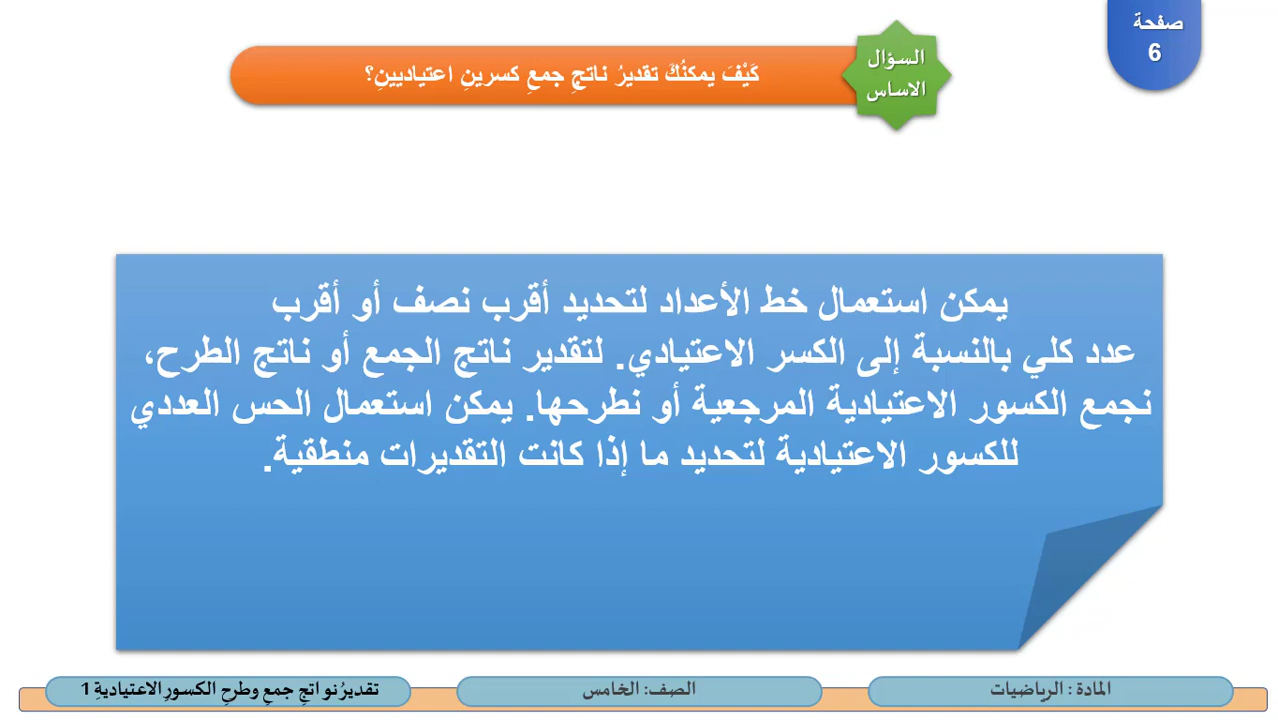 صفحة
6
السؤال
الاساس
كَيْفَ يمكنُكَ تقديرُ ناتجِ جمعِ كسرينِ اعتياديينِ؟
يمكن استعمال خط الأعداد لتحديد أقرب نصف أو أقرب
عدد كلي بالنسبة إلى الكسر الاعتيادي. لتقدير ناتج الجمع أو ناتج الطرح،
نجمع الكسور الاعتيادية المرجعية أو نطرحها. يمكن استعمال الحس العددي
للكسور الاعتيادية لتحديد ما إذا كانت التقديرات منطقية.
المادة : الرياضيات
الصف: الخامس
تقديرُ نواتجِ جمعِ وطرحِ الكسورِ الاعتياديةِ 1